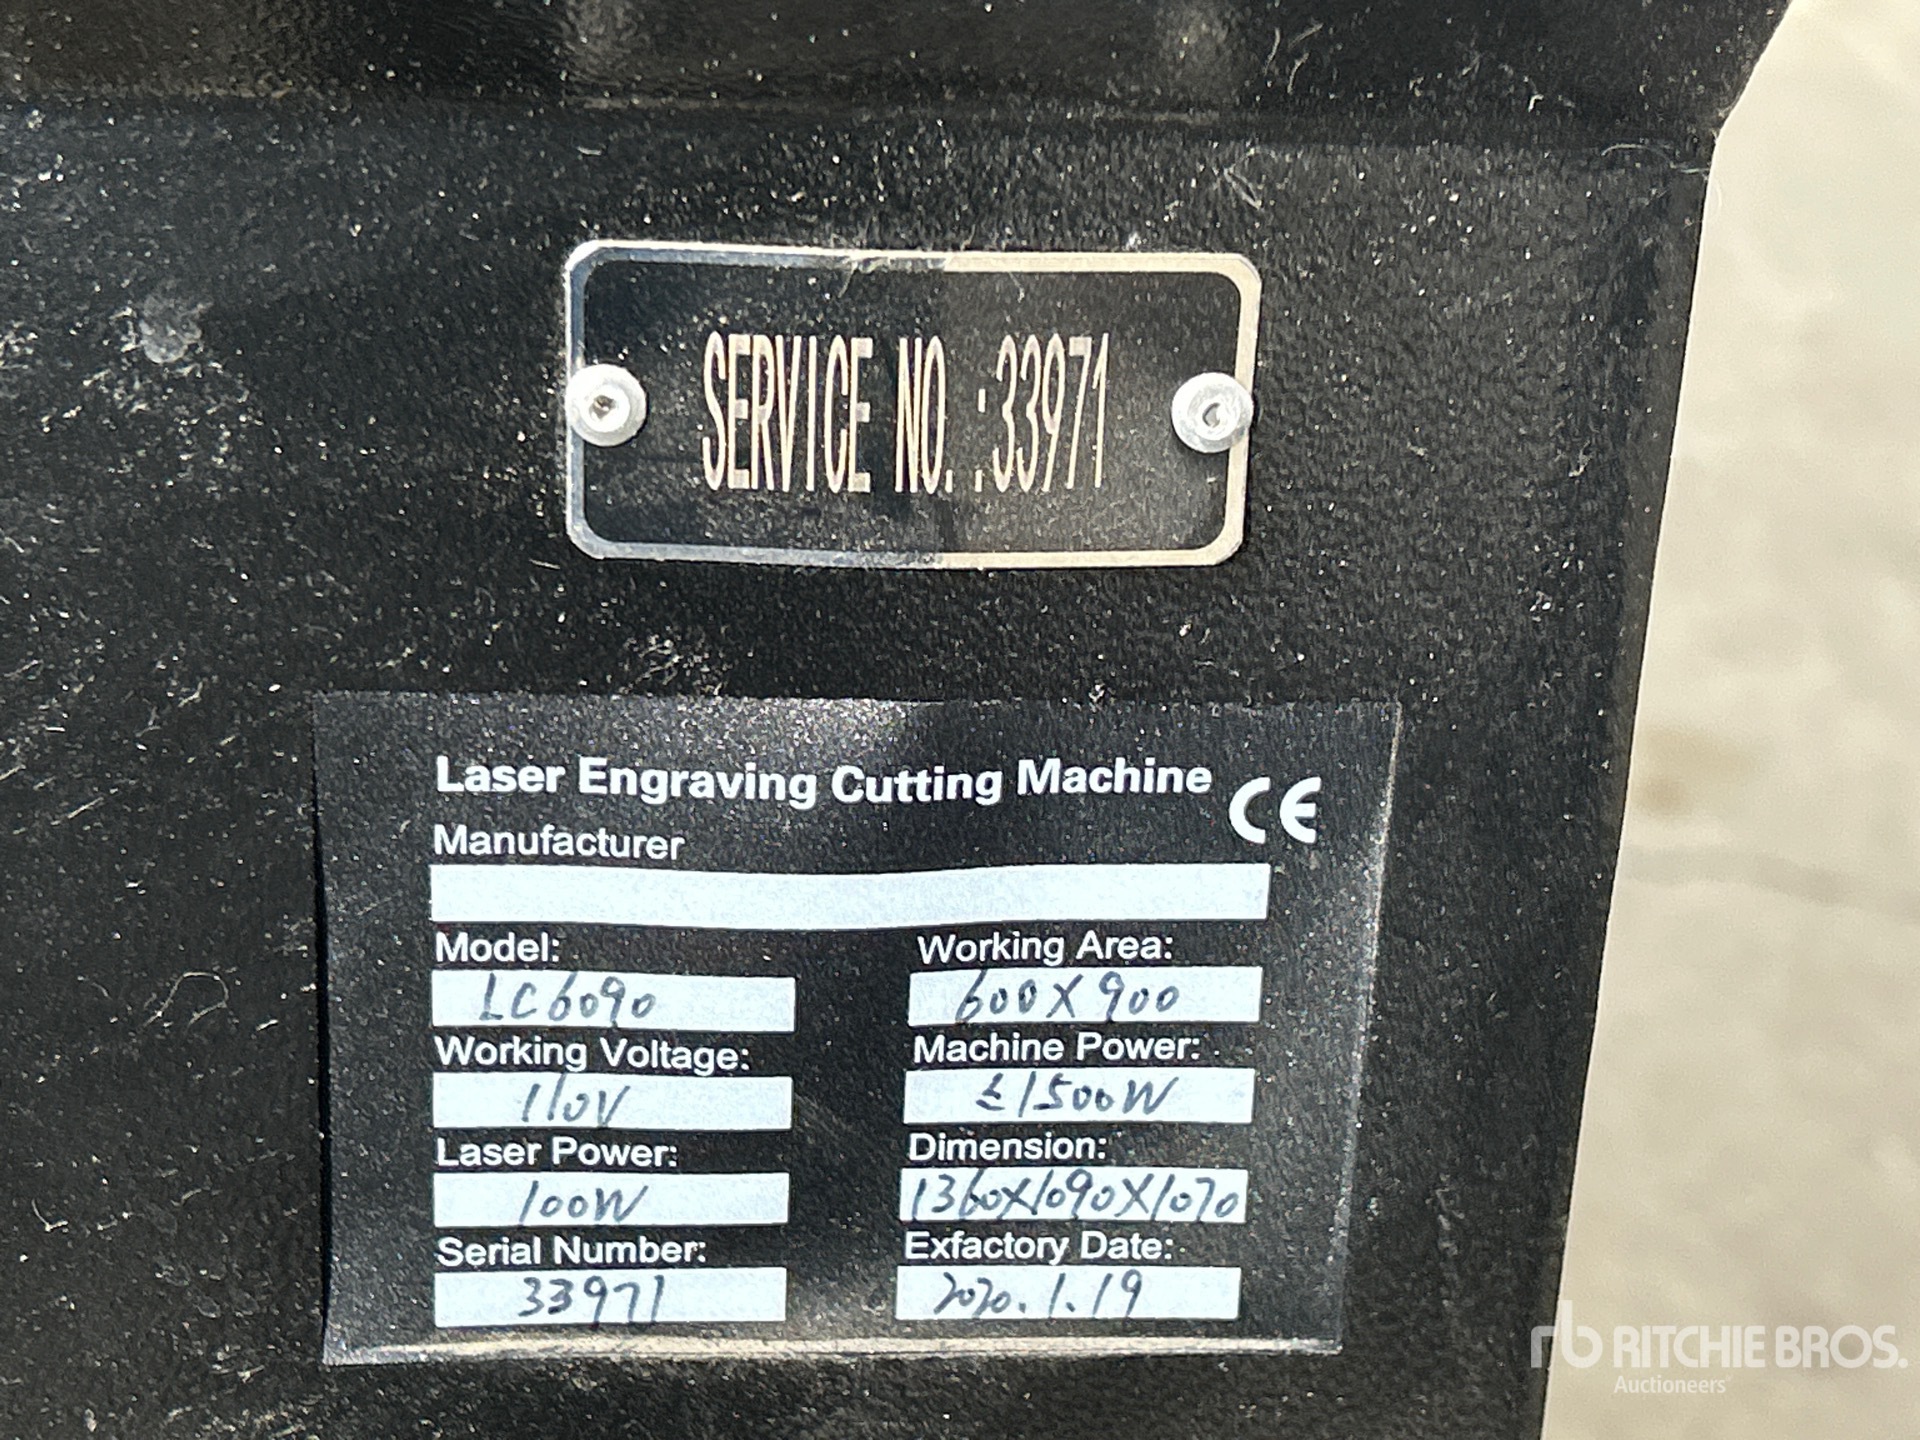 SERVICE NO.:33971
Laser Engraving Cutting Machine CE
Manufacturer
Model: Working Area:
LC6090 600X900
Working Voltage: Machine Power:
110V ≤1500W
Laser Power: Dimension:
100W 1360X1090X1070
Serial Number: Exfactory Date:
33971 2020.1.19
rb RITCHIE BROS.
Auctioneers